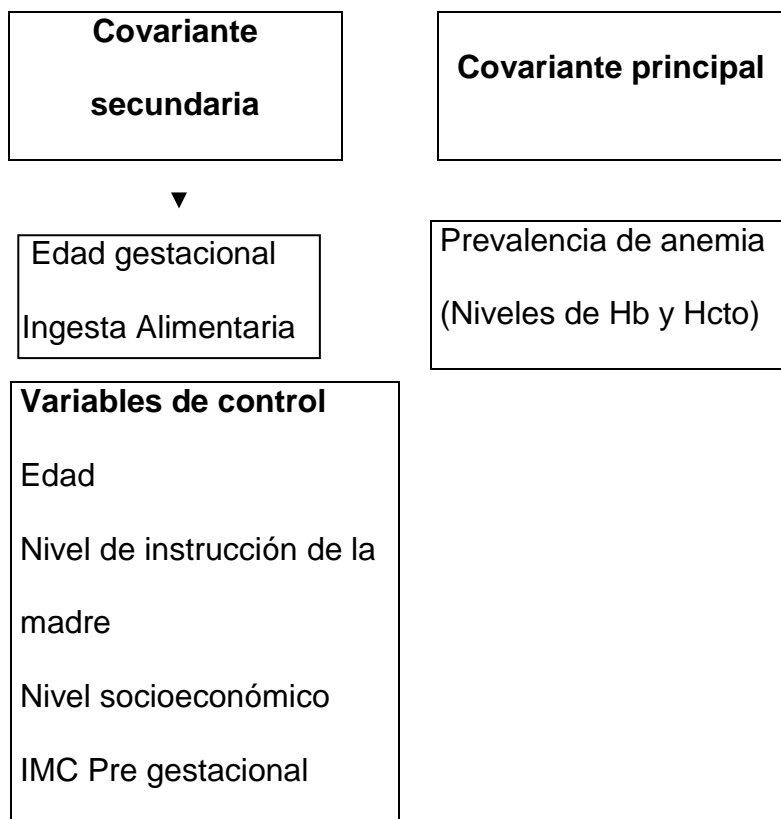 Covariante
secundaria
Covariante principal
Edad gestacional
Ingesta Alimentaria
Prevalencia de anemia
(Niveles de Hb y Hcto)
Variables de control
Edad
Nivel de instrucción de la
madre
Nivel socioeconómico
IMC Pre gestacional